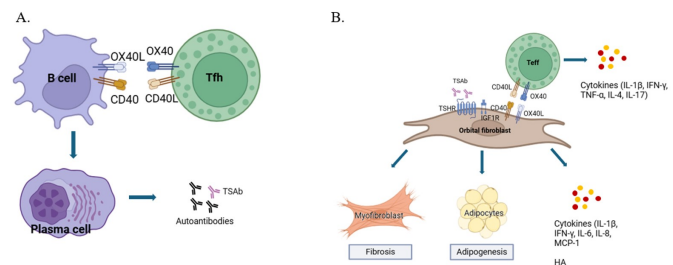 A.
OX40L OX40
B cell
Tfh
CD40 CD40L
Plasma cell
TSAb
Autoantibodies
B.
Teff
Cytokines (IL-1β, IFN-γ,
TNF-α, IL-4, IL-17)
TSAb
CD40L
OX40
TSHR
CD40
IGF1R
OX40L
Orbital fibroblast
Myofibroblast
Adipocytes
Fibrosis
Adipogenesis
Cytokines (IL-1β,
IFN-γ, IL-6, IL-8,
MCP-1
HA